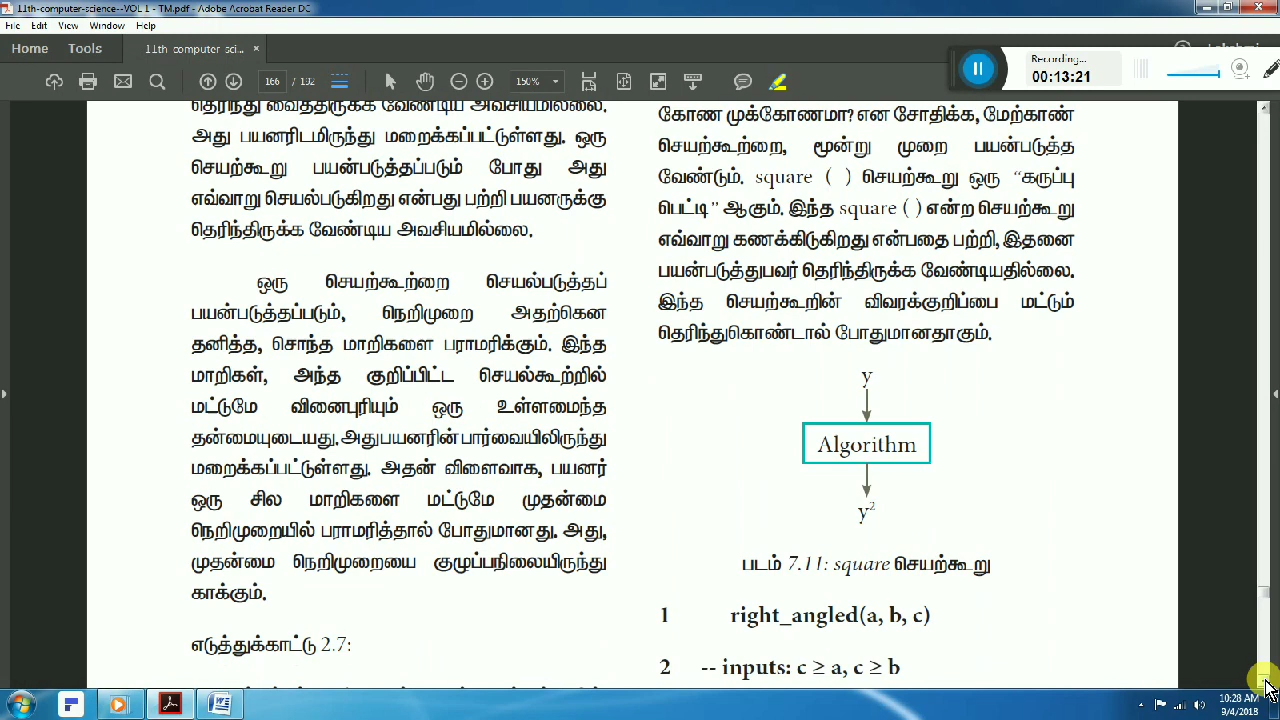 11th-computer-science--VOL 1 - TM.pdf - Adobe Acrobat Reader DC
File Edit View Window Help
Home Tools 11th-computer-sci... ×
Recording...
00:13:21
166 / 192 150%
தெரிந்து வைத்திருக்க வேண்டிய அவசியமில்லை.
அது பயனரிடமிருந்து மறைக்கப்பட்டுள்ளது. ஒரு
செயற்கூறு பயன்படுத்தப்படும் போது அது
எவ்வாறு செயல்படுகிறது என்பது பற்றி பயனருக்கு
தெரிந்திருக்க வேண்டிய அவசியமில்லை.
ஒரு செயற்கூற்றை செயல்படுத்தப்
பயன்படுத்தப்படும், நெறிமுறை அதற்கென
தனித்த, சொந்த மாறிகளை பராமரிக்கும். இந்த
மாறிகள், அந்த குறிப்பிட்ட செயல்கூற்றில்
மட்டுமே வினைபுரியும் ஒரு உள்ளமைந்த
தன்மையுடையது. அது பயனரின் பார்வையிலிருந்து
மறைக்கப்பட்டுள்ளது. அதன் விளைவாக, பயனர்
ஒரு சில மாறிகளை மட்டுமே முதன்மை
நெறிமுறையில் பராமரித்தால் போதுமானது. அது,
முதன்மை நெறிமுறையை குழுப்பநிலையிருந்து
காக்கும்.
எடுத்துக்காட்டு 2.7:
கோண முக்கோணமா? என சோதிக்க, மேற்காண்
செயற்கூற்றை, மூன்று முறை பயன்படுத்த
வேண்டும். square ( ) செயற்கூறு ஒரு “கருப்பு
பெட்டி” ஆகும். இந்த square ( ) என்ற செயற்கூறு
எவ்வாறு கணக்கிடுகிறது என்பதை பற்றி, இதனை
பயன்படுத்துபவர் தெரிந்திருக்க வேண்டியதில்லை.
இந்த செயற்கூறின் விவரக்குறிப்பை மட்டும்
தெரிந்துகொண்டால் போதுமானதாகும்.
y
Algorithm
y²
படம் 7.11: square செயற்கூறு
1 right_angled(a, b, c)
2 -- inputs: c ≥ a, c ≥ b
10:28 AM
9/4/2018